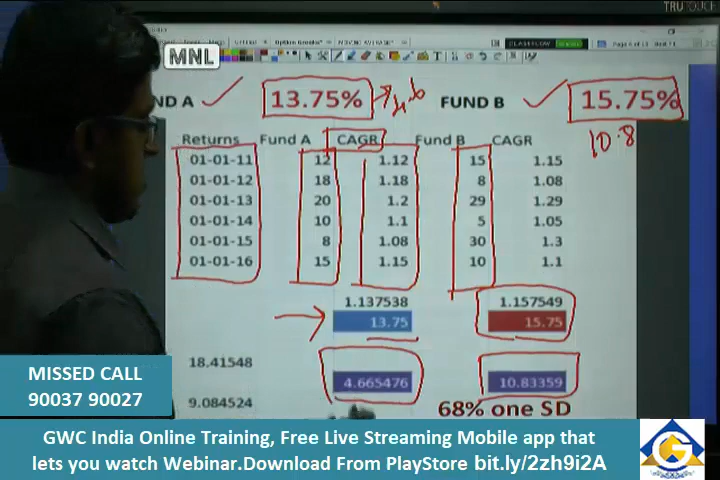 TRUTOUCH
MNL
ND A 13.75% 4.6 FUND B 15.75%
10.8
Returns Fund A CAGR Fund B CAGR
01-01-11 12 1.12 15 1.15
01-01-12 18 1.18 8 1.08
01-01-13 20 1.2 29 1.29
01-01-14 10 1.1 5 1.05
01-01-15 8 1.08 30 1.3
01-01-16 15 1.15 10 1.1
1.137538 1.157549
13.75 15.75
18.41548
4.665476 10.83359
9.084524 68% one SD
MISSED CALL
90037 90027
GWC India Online Training, Free Live Streaming Mobile app that
lets you watch Webinar.Download From PlayStore bit.ly/2zh9i2A